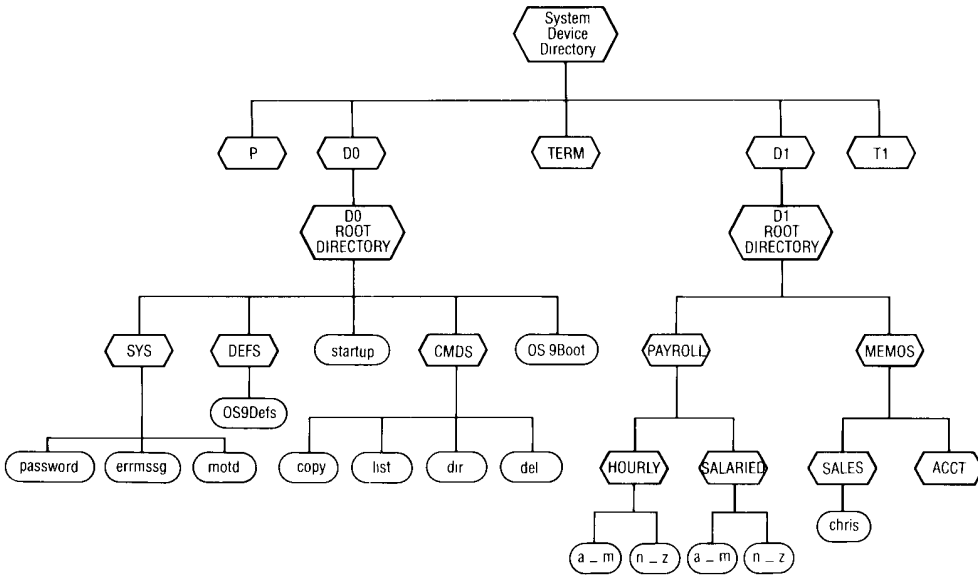 System
Device
Directory
P
D0
TERM
D1
T1
D0
ROOT
DIRECTORY
D1
ROOT
DIRECTORY
SYS
DEFS
startup
CMDS
OS 9Boot
PAYROLL
MEMOS
OS9Defs
password
errmssg
motd
copy
list
dir
del
HOURLY
SALARIED
SALES
ACCT
chris
a_m
n_z
a_m
n_z